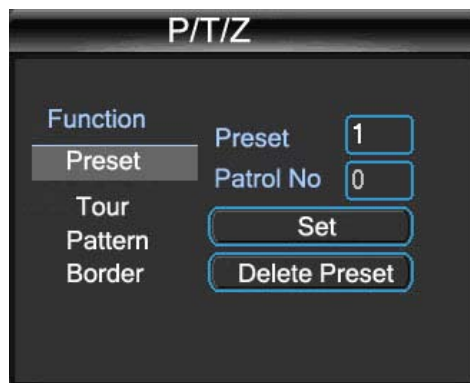 P/T/Z
Function
Preset
Tour
Pattern
Border
Preset 1
Patrol No 0
Set
Delete Preset